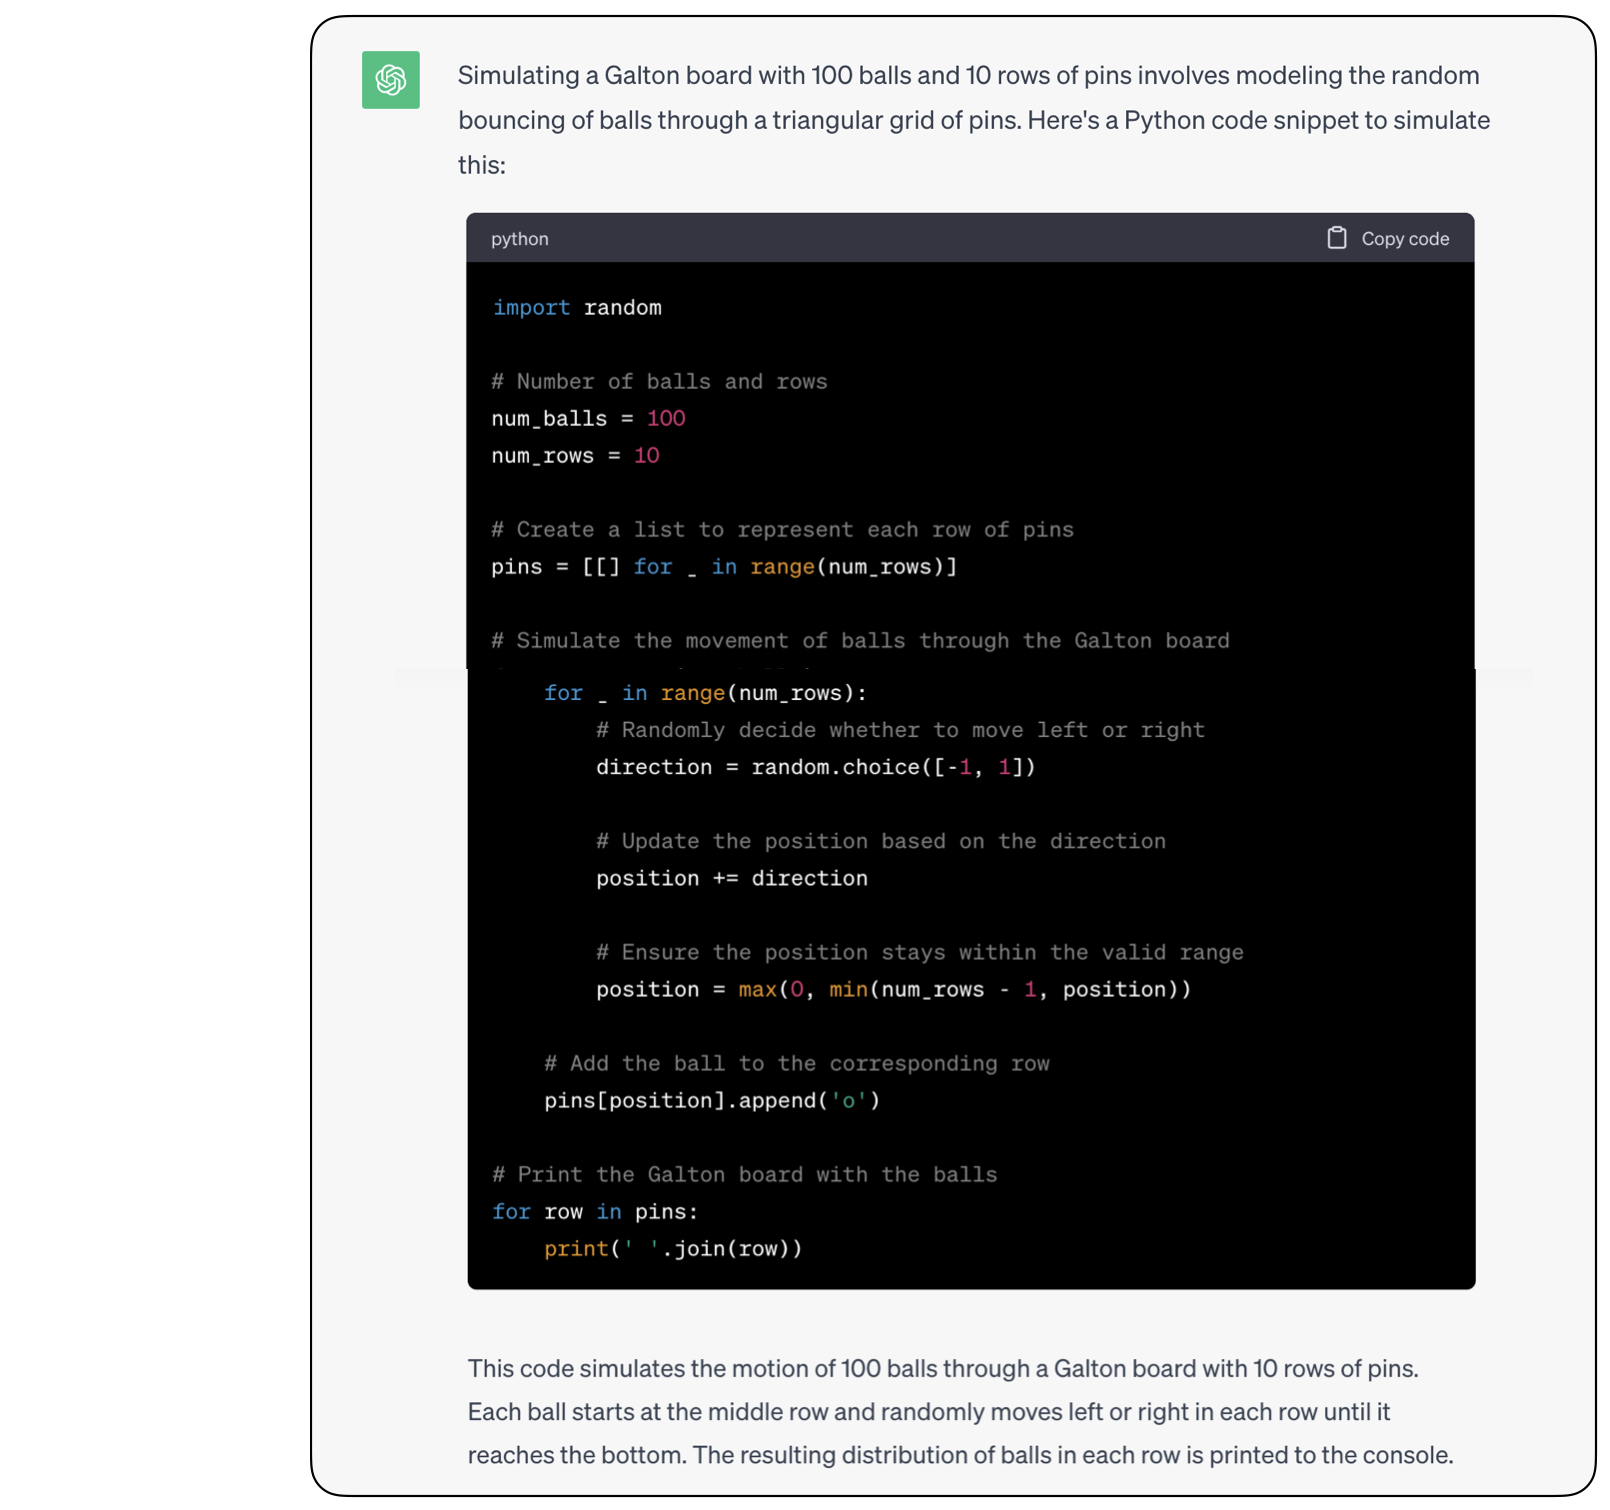 Simulating a Galton board with 100 balls and 10 rows of pins involves modeling the random
bouncing of balls through a triangular grid of pins. Here's a Python code snippet to simulate
this:
python Copy code
import random
# Number of balls and rows
num_balls = 100
num_rows = 10
# Create a list to represent each row of pins
pins = [[] for _ in range(num_rows)]
# Simulate the movement of balls through the Galton board
    for _ in range(num_rows):
        # Randomly decide whether to move left or right
        direction = random.choice([-1, 1])
        # Update the position based on the direction
        position += direction
        # Ensure the position stays within the valid range
        position = max(0, min(num_rows - 1, position))
    # Add the ball to the corresponding row
    pins[position].append('o')
# Print the Galton board with the balls
for row in pins:
    print(' '.join(row))
This code simulates the motion of 100 balls through a Galton board with 10 rows of pins.
Each ball starts at the middle row and randomly moves left or right in each row until it
reaches the bottom. The resulting distribution of balls in each row is printed to the console.